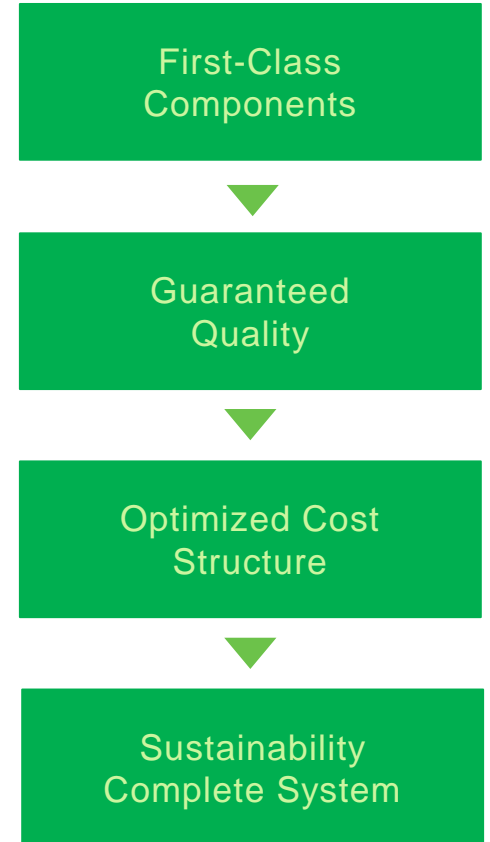 First-Class
Components
Guaranteed
Quality
Optimized Cost
Structure
Sustainability
Complete System